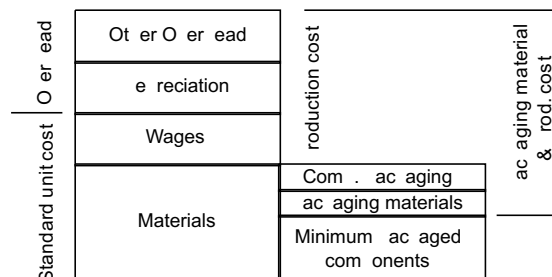 Ot er O er ead
e reciation
Wages
Materials
Com . ac aging
ac aging materials
Minimum ac aged
com onents
O er ead
Standard unit cost
roduction cost
ac aging material
& rod. cost